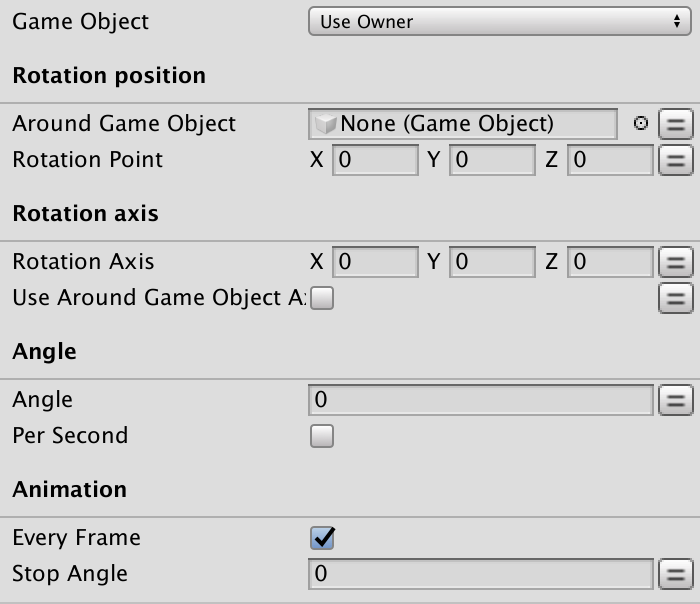 Game Object Use Owner
Rotation position
Around Game Object None (Game Object)
Rotation Point X 0 Y 0 Z 0
Rotation axis
Rotation Axis X 0 Y 0 Z 0
Use Around Game Object A
Angle
Angle 0
Per Second
Animation
Every Frame
Stop Angle 0